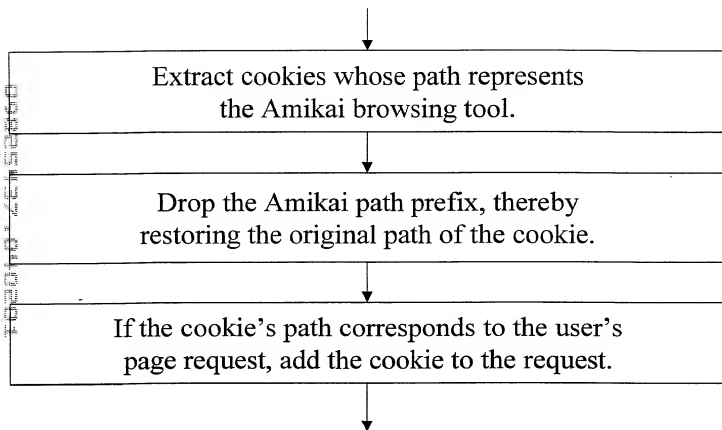 Extract cookies whose path represents
the Amikai browsing tool.
Drop the Amikai path prefix, thereby
restoring the original path of the cookie.
If the cookie's path corresponds to the user's
page request, add the cookie to the request.